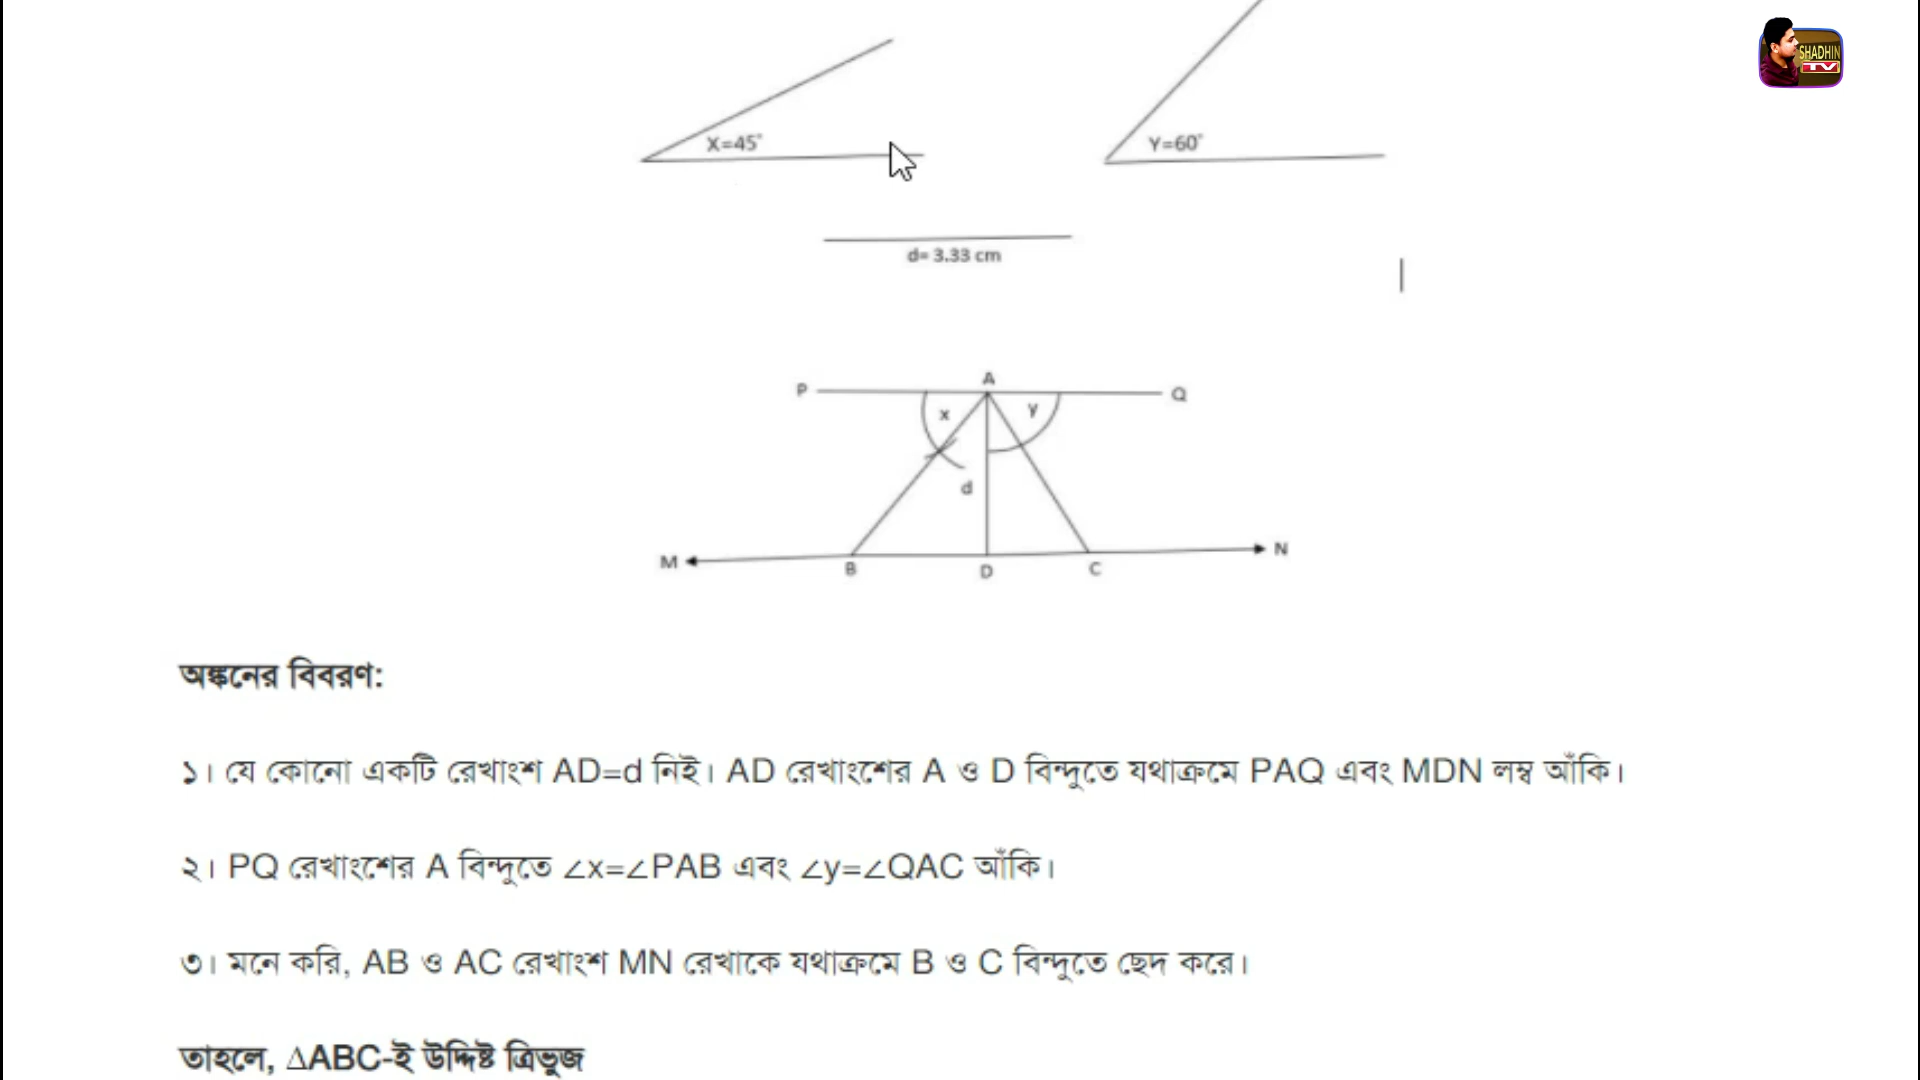 SHADHIN
TV
X=45°
Y=60°
d= 3.33 cm
A
P
Q
x
y
d
M
N
B
D
C
অঙ্কনের বিবরণ:
১। যে কোনো একটি রেখাংশ AD=d নিই। AD রেখাংশের A ও D বিন্দুতে যথাক্রমে PAQ এবং MDN লম্ব আঁকি।
২। PQ রেখাংশের A বিন্দুতে ∠x=∠PAB এবং ∠y=∠QAC আঁকি।
৩। মনে করি, AB ও AC রেখাংশ MN রেখাকে যথাক্রমে B ও C বিন্দুতে ছেদ করে।
তাহলে, ∆ABC-ই উদ্দিষ্ট ত্রিভুজ